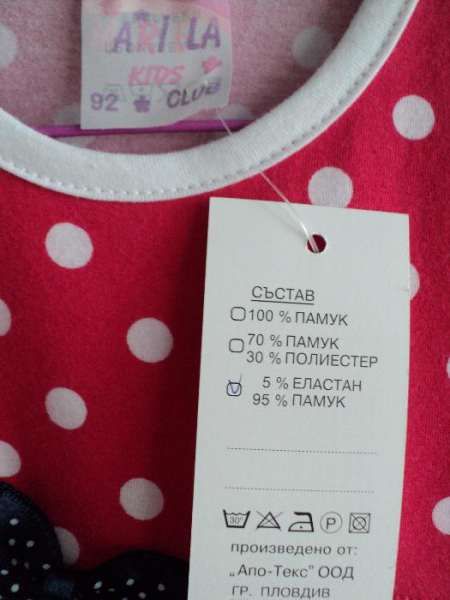 KIDS
92 CLUB
СЪСТАВ
100 % ПАМУК
70 % ПАМУК
30 % ПОЛИЕСТЕР
5 % ЕЛАСТАН
95 % ПАМУК
30°
P
произведено от:
„Апо-Текс" ООД
ГР. ПЛОВДИВ